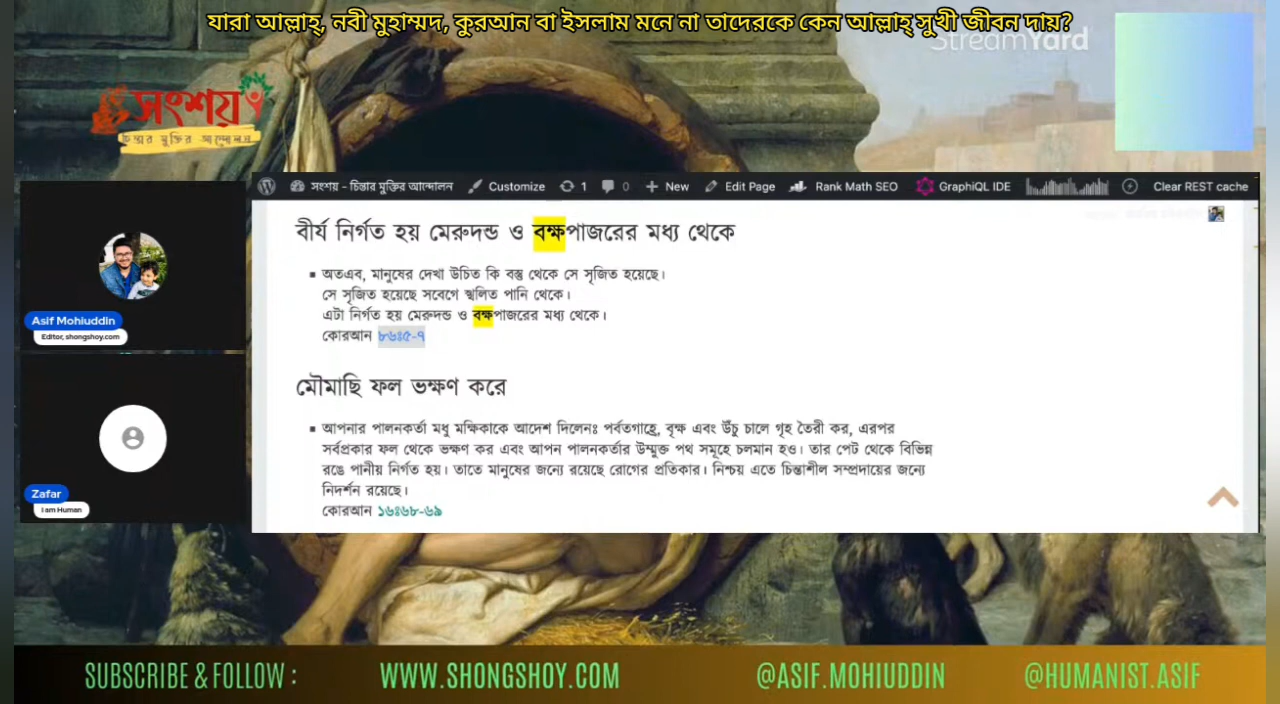 যারা আল্লাহ্, নবী মুহাম্মদ, কুরআন বা ইসলাম মনে না তাদেরকে কেন আল্লাহ্ সুখী জীবন দায়?
StreamYard
সংশয়
চিন্তার মুক্তির আন্দোলন
সংশয় – চিন্তার মুক্তির আন্দোলন Customize 1 0 New Edit Page Rank Math SEO GraphiQL IDE Clear REST cache
বীর্য নির্গত হয় মেরুদন্ড ও বক্ষপাজরের মধ্য থেকে
অতএব, মানুষের দেখা উচিত কি বস্তু থেকে সে সৃজিত হয়েছে।
সে সৃজিত হয়েছে সবেগে স্খলিত পানি থেকে।
এটা নির্গত হয় মেরুদন্ড ও বক্ষপাজরের মধ্য থেকে।
কোরআন ৮৬ঃ৫-৭
মৌমাছি ফল ভক্ষণ করে
আপনার পালনকর্তা মধু মক্ষিকাকে আদেশ দিলেনঃ পর্বতগাহ্রে, বৃক্ষ এবং উঁচু চালে গৃহ তৈরী কর, এরপর
সর্বপ্রকার ফল থেকে ভক্ষণ কর এবং আপন পালনকর্তার উম্মুক্ত পথ সমূহে চলমান হও। তার পেট থেকে বিভিন্ন
রঙে পানীয় নির্গত হয়। তাতে মানুষের জন্যে রয়েছে রোগের প্রতিকার। নিশ্চয় এতে চিন্তাশীল সম্প্রদায়ের জন্যে
নিদর্শন রয়েছে।
কোরআন ১৬ঃ৬৮-৬৯
Asif Mohiuddin
Editor, shongshoy.com
Zafar
I am Human
SUBSCRIBE & FOLLOW : WWW.SHONGSHOY.COM @ASIF.MOHIUDDIN @HUMANIST.ASIF